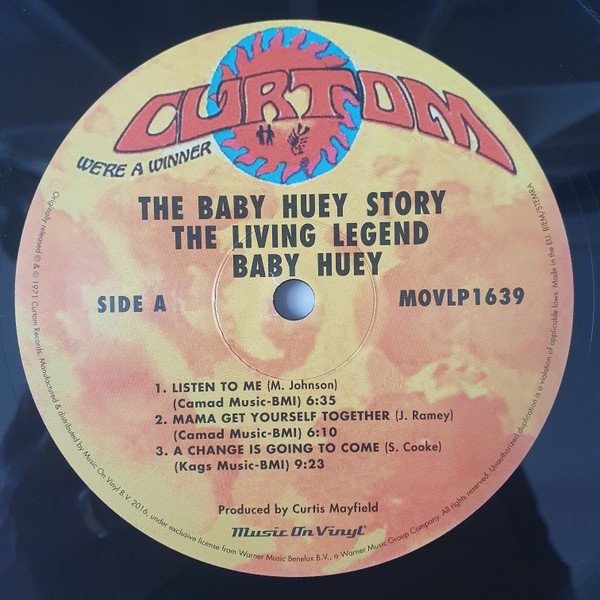 CURTOM
WE'RE A WINNER
THE BABY HUEY STORY
THE LIVING LEGEND
BABY HUEY
SIDE A
MOVLP1639
1. LISTEN TO ME (M. Johnson)
(Camad Music-BMI) 6:35
2. MAMA GET YOURSELF TOGETHER (J. Ramey)
(Camad Music-BMI) 6:10
3. A CHANGE IS GOING TO COME (S. Cooke)
(Kags Music-BMI) 9:23
Produced by Curtis Mayfield
Music On Vinyl
Originally released ℗ & © 1971 Curtom Records. Manufactured & distributed by Music On Vinyl B.V. 2016, under exclusive license from Warner Music Benelux B.V., a Warner Music Group Company. All rights reserved. Unauthorized duplication is a violation of applicable laws. Made in the EU. BIEM/STEMRA